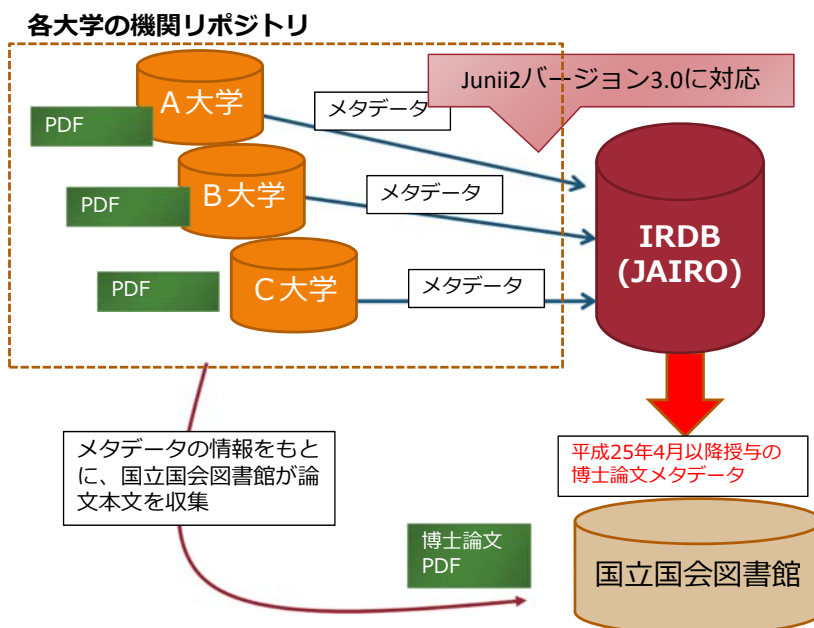 各大学の機関リポジトリ
Junii2バージョン3.0に対応
A大学
メタデータ
PDF
B大学
メタデータ
PDF
IRDB
(JAIRO)
C大学
メタデータ
PDF
メタデータの情報をもと
に、国立国会図書館が論
文本文を収集
平成25年4月以降授与の
博士論文メタデータ
博士論文
PDF
国立国会図書館